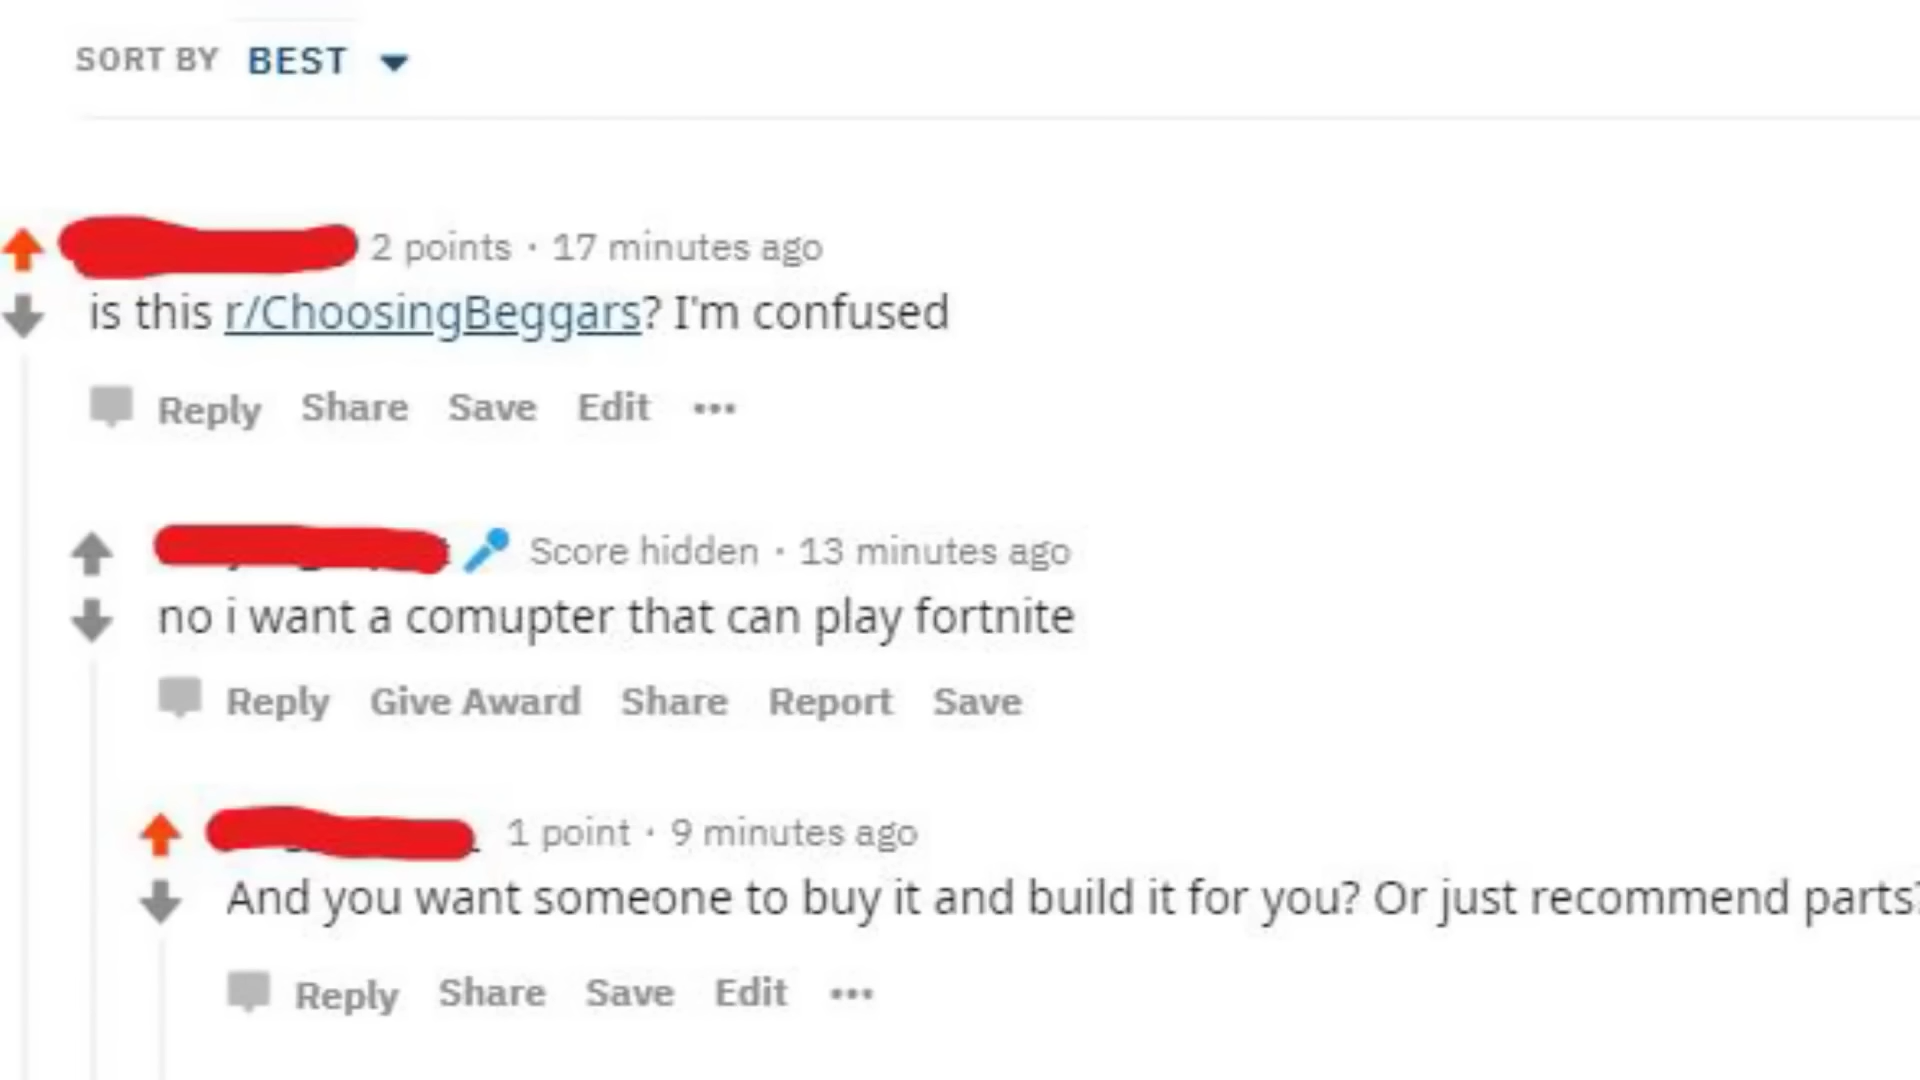 SORT BY BEST
2 points · 17 minutes ago
is this r/ChoosingBeggars? I'm confused
Reply Share Save Edit •••
Score hidden · 13 minutes ago
no i want a comupter that can play fortnite
Reply Give Award Share Report Save
1 point · 9 minutes ago
And you want someone to buy it and build it for you? Or just recommend parts?
Reply Share Save Edit •••